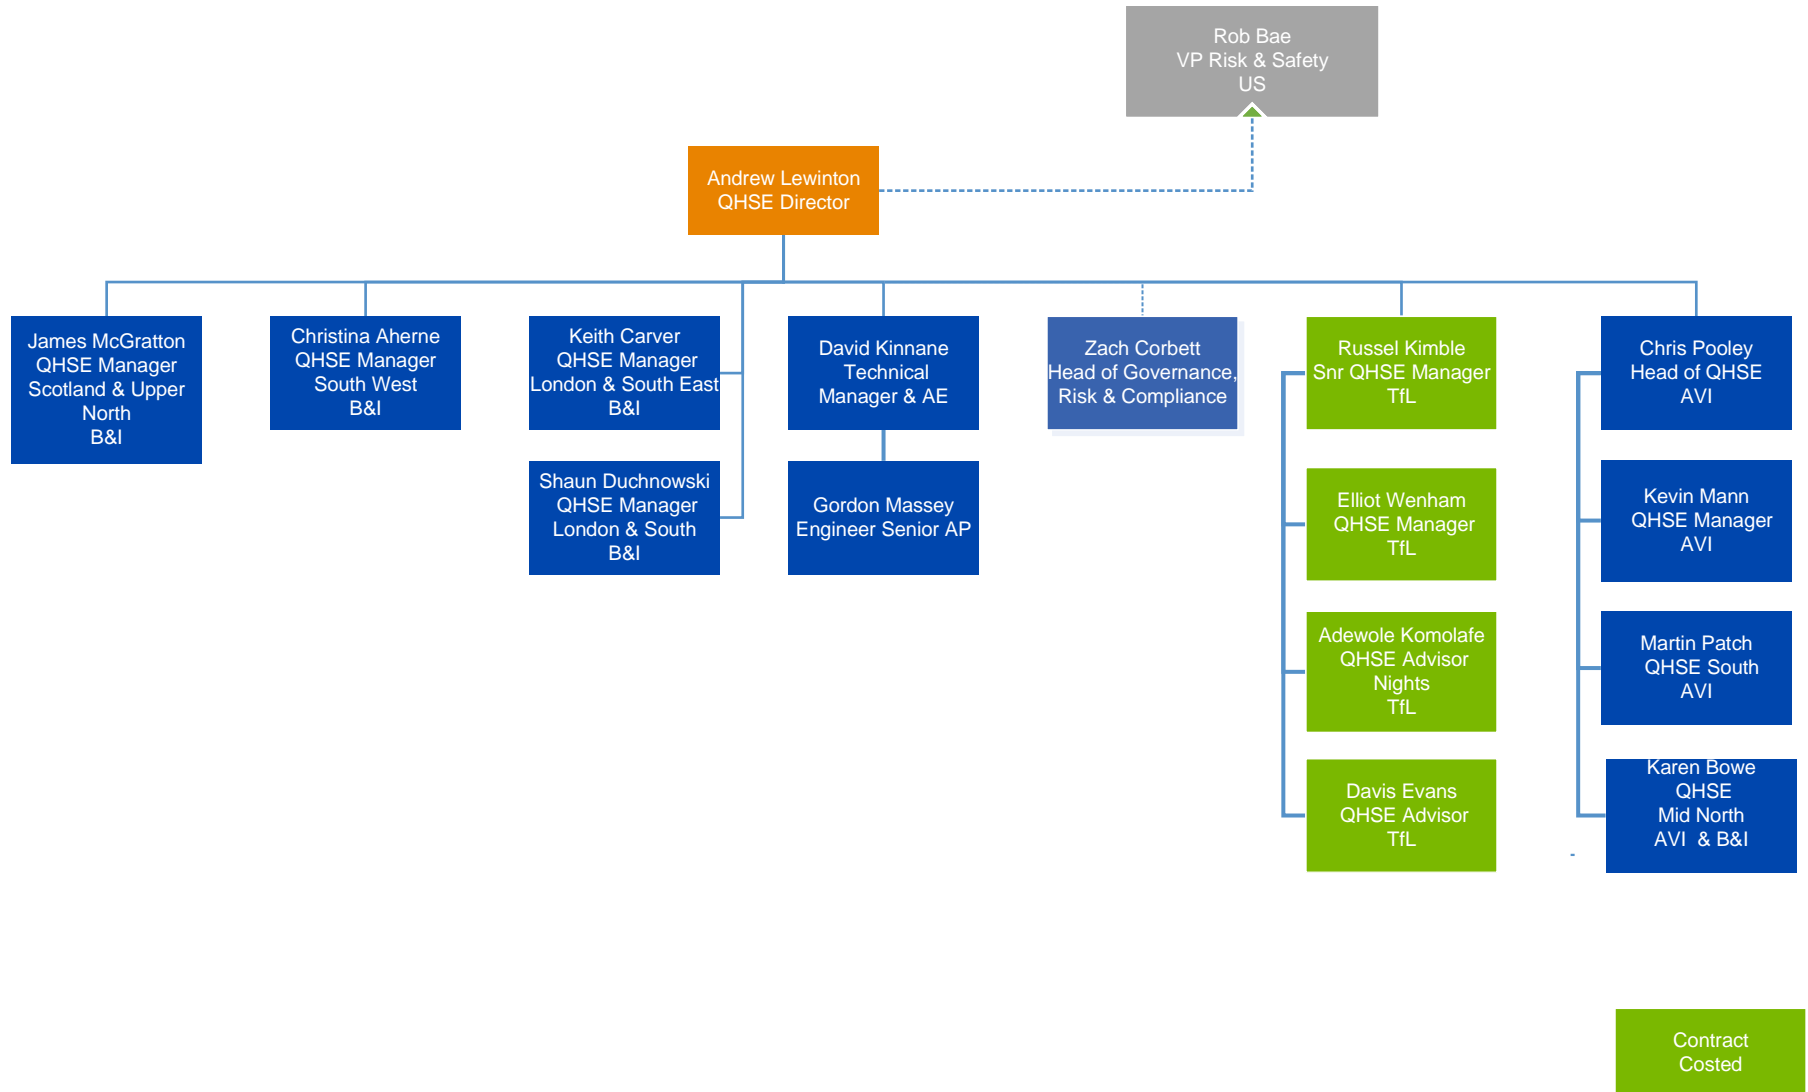 Rob Bae
VP Risk & Safety
US
Andrew Lewinton
QHSE Director
James McGratton
QHSE Manager
Scotland & Upper
North
B&I
Christina Aherne
QHSE Manager
South West
B&I
Keith Carver
QHSE Manager
London & South East
B&I
David Kinnane
Technical
Manager & AE
Zach Corbett
Head of Governance,
Risk & Compliance
Russel Kimble
Snr QHSE Manager
TfL
Chris Pooley
Head of QHSE
AVI
Shaun Duchnowski
QHSE Manager
London & South
B&I
Gordon Massey
Engineer Senior AP
Elliot Wenham
QHSE Manager
TfL
Kevin Mann
QHSE Manager
AVI
Adewole Komolafe
QHSE Advisor
Nights
TfL
Martin Patch
QHSE South
AVI
Davis Evans
QHSE Advisor
TfL
Karen Bowe
QHSE
Mid North
AVI & B&I
Contract
Costed